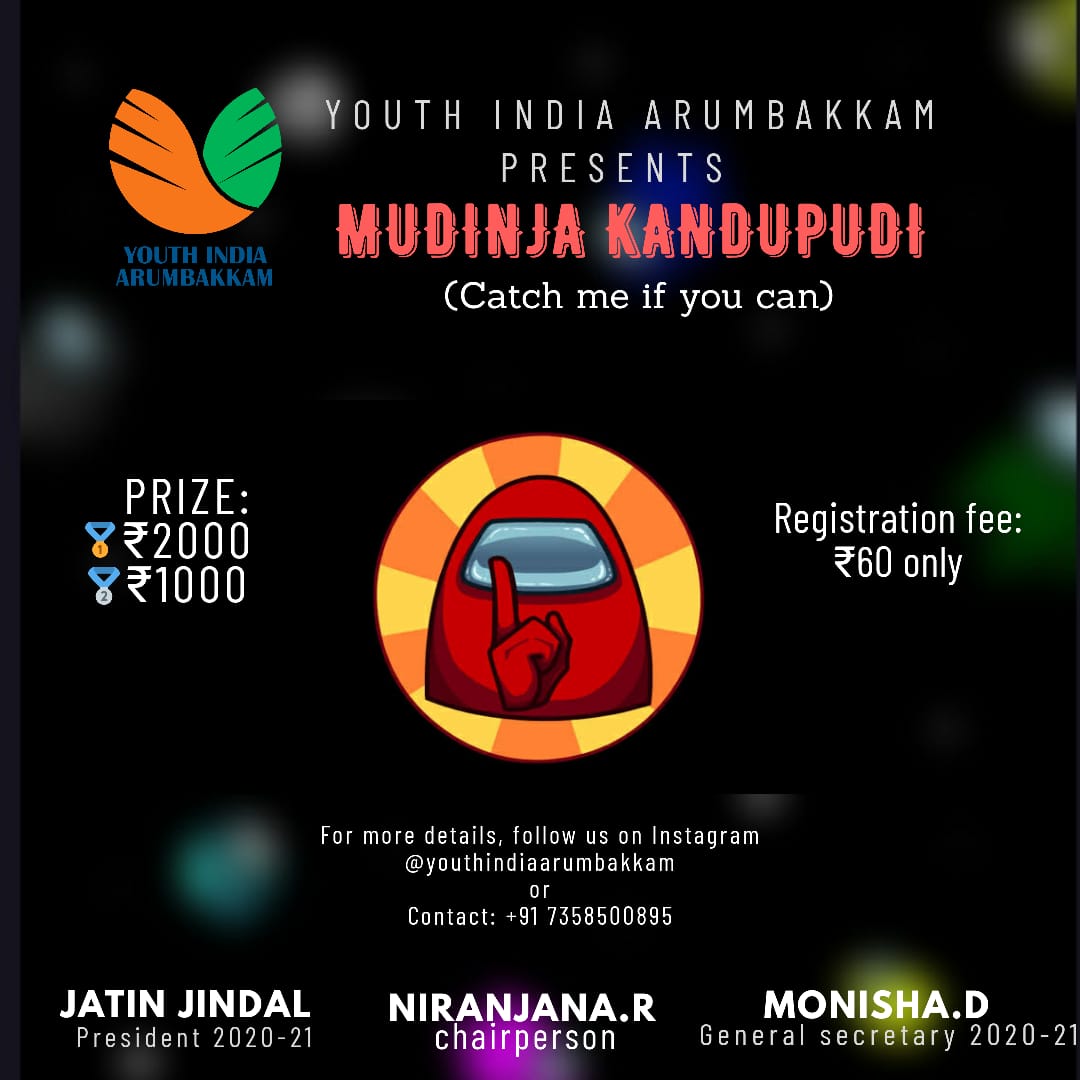 YOUTH INDIA ARUMBAKKAM
PRESENTS
MUDINJA KANDUPUDI
(Catch me if you can)
YOUTH INDIA
ARUMBAKKAM
PRIZE:
1 ₹2000
2 ₹1000
Registration fee:
₹60 only
For more details, follow us on Instagram
@youthindiaarumbakkam
or
Contact: +91 7358500895
JATIN JINDAL
President 2020-21
NIRANJANA.R
chairperson
MONISHA.D
General secretary 2020-21